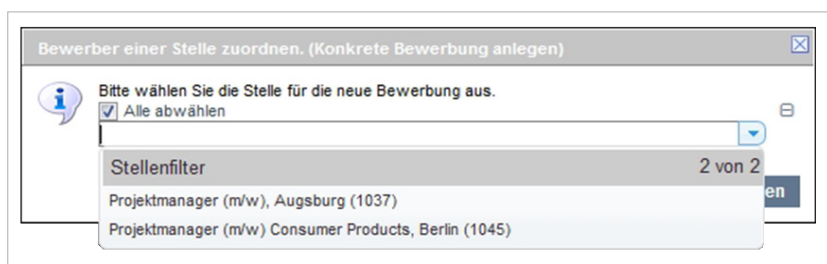 Bewerber einer Stelle zuordnen. (Konkrete Bewerbung anlegen)
Bitte wählen Sie die Stelle für die neue Bewerbung aus.
Alle abwählen
Stellenfilter 2 von 2
Projektmanager (m/w), Augsburg (1037)
Projektmanager (m/w) Consumer Products, Berlin (1045)